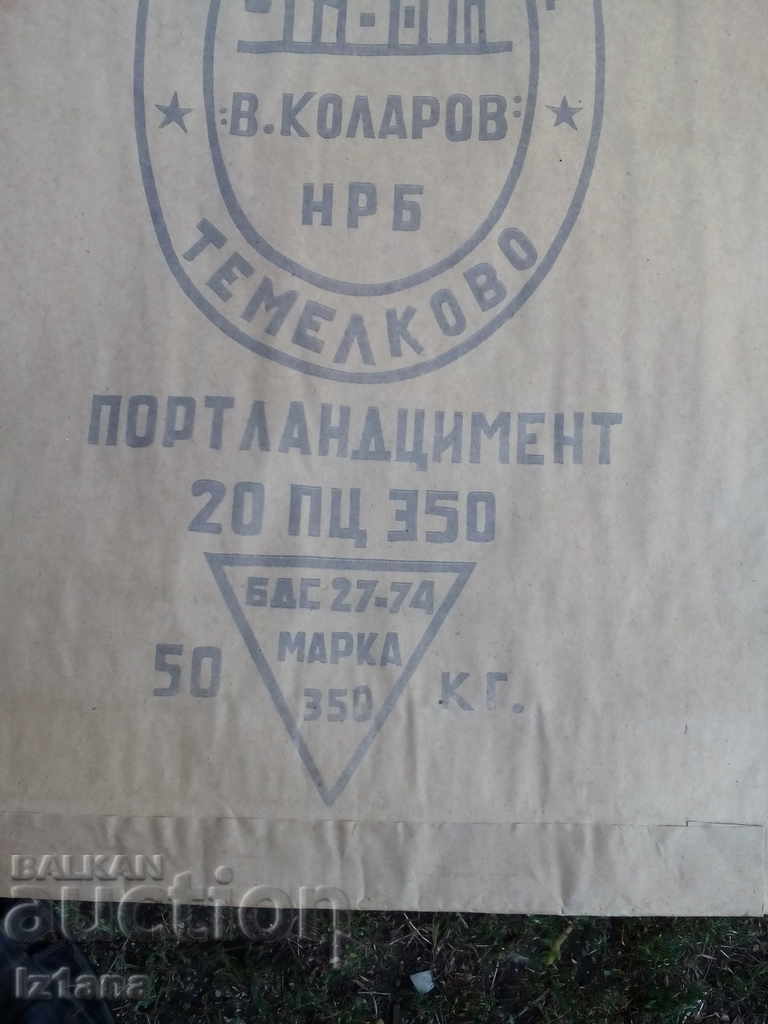 В.КОЛАРОВ
НРБ
ТЕМЕЛКОВО
ПОРТЛАНДЦИМЕНТ
20 ПЦ 350
БДС 27-74
МАРКА
350
50 КГ.
BALKAN
auction
Iz1ana